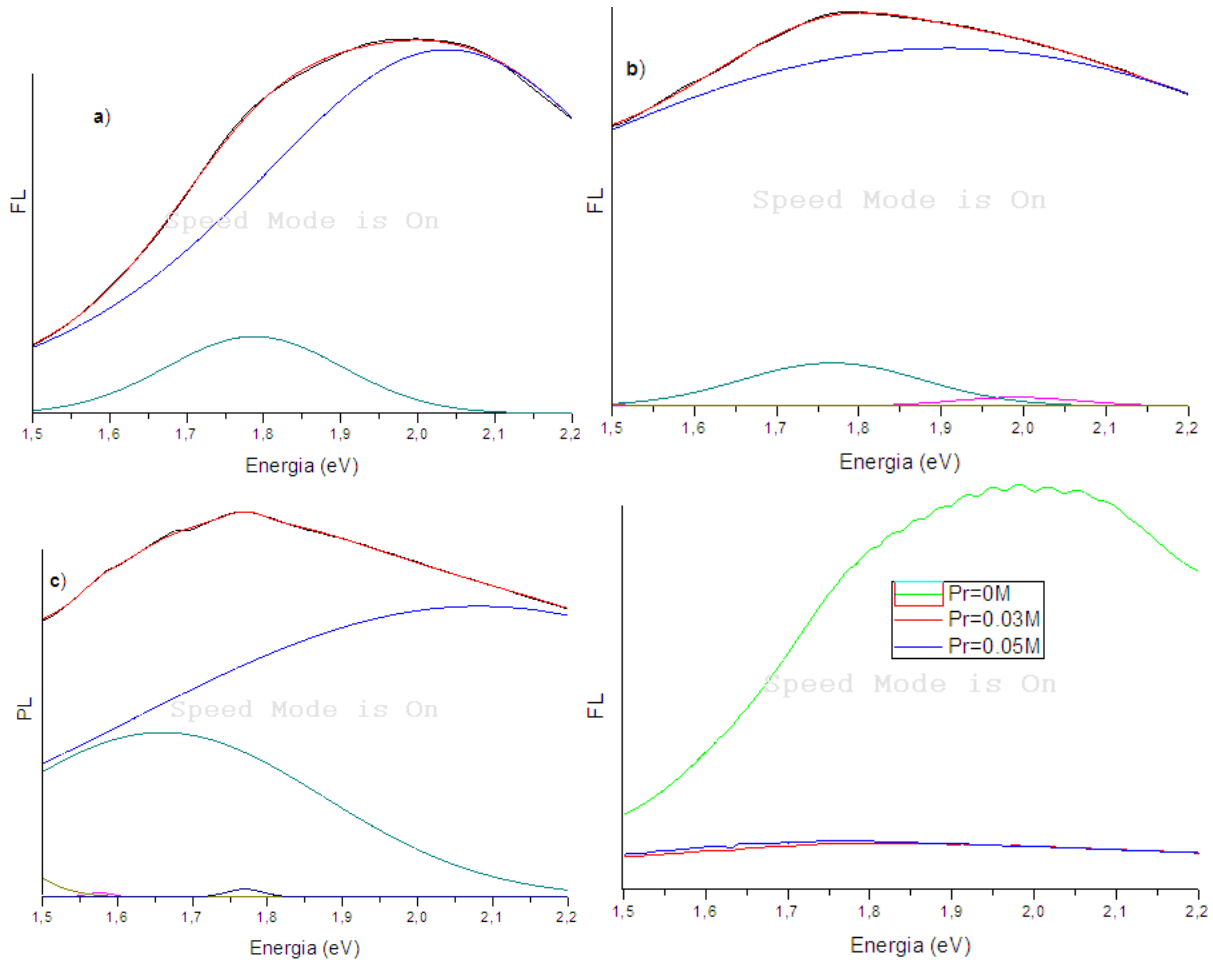 a)
FL
Speed Mode is On
1,5 1,6 1,7 1,8 1,9 2,0 2,1 2,2
Energia (eV)
b)
FL
Speed Mode is On
1,5 1,6 1,7 1,8 1,9 2,0 2,1 2,2
Energia (eV)
c)
PL
Speed Mode is On
1,5 1,6 1,7 1,8 1,9 2,0 2,1 2,2
Energia (eV)
Pr=0M
Pr=0.03M
Pr=0.05M
FL
Speed Mode is On
1,5 1,6 1,7 1,8 1,9 2,0 2,1 2,2
Energia (eV)